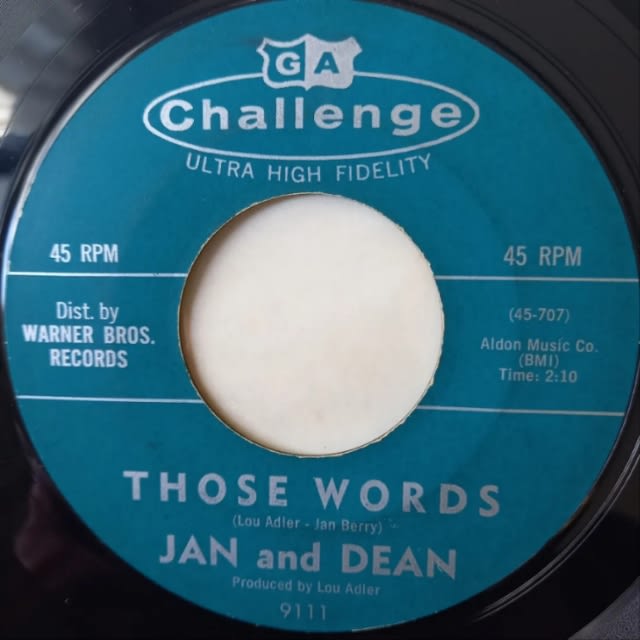 GA
Challenge
ULTRA HIGH FIDELITY
45 RPM
45 RPM
Dist. by
WARNER BROS.
RECORDS
(45-707)
Aldon Music Co.
(BMI)
Time: 2:10
THOSE WORDS
(Lou Adler - Jan Berry)
JAN and DEAN
Produced by Lou Adler
9111